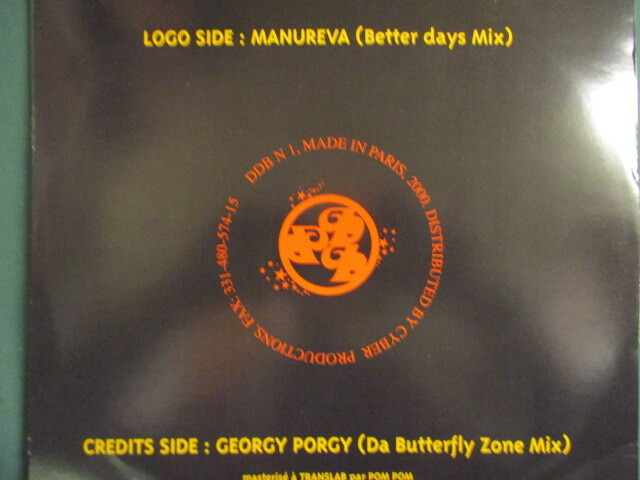 LOGO SIDE : MANUREVA (Better days Mix)
DDB N 1, MADE IN PARIS, 2000. DISTRIBUTED BY CYBER PRODUCTIONS. FAX: 331-480-574-15
CREDITS SIDE : GEORGY PORGY (Da Butterfly Zone Mix)
masterisé à TRANSLAB par POM POM